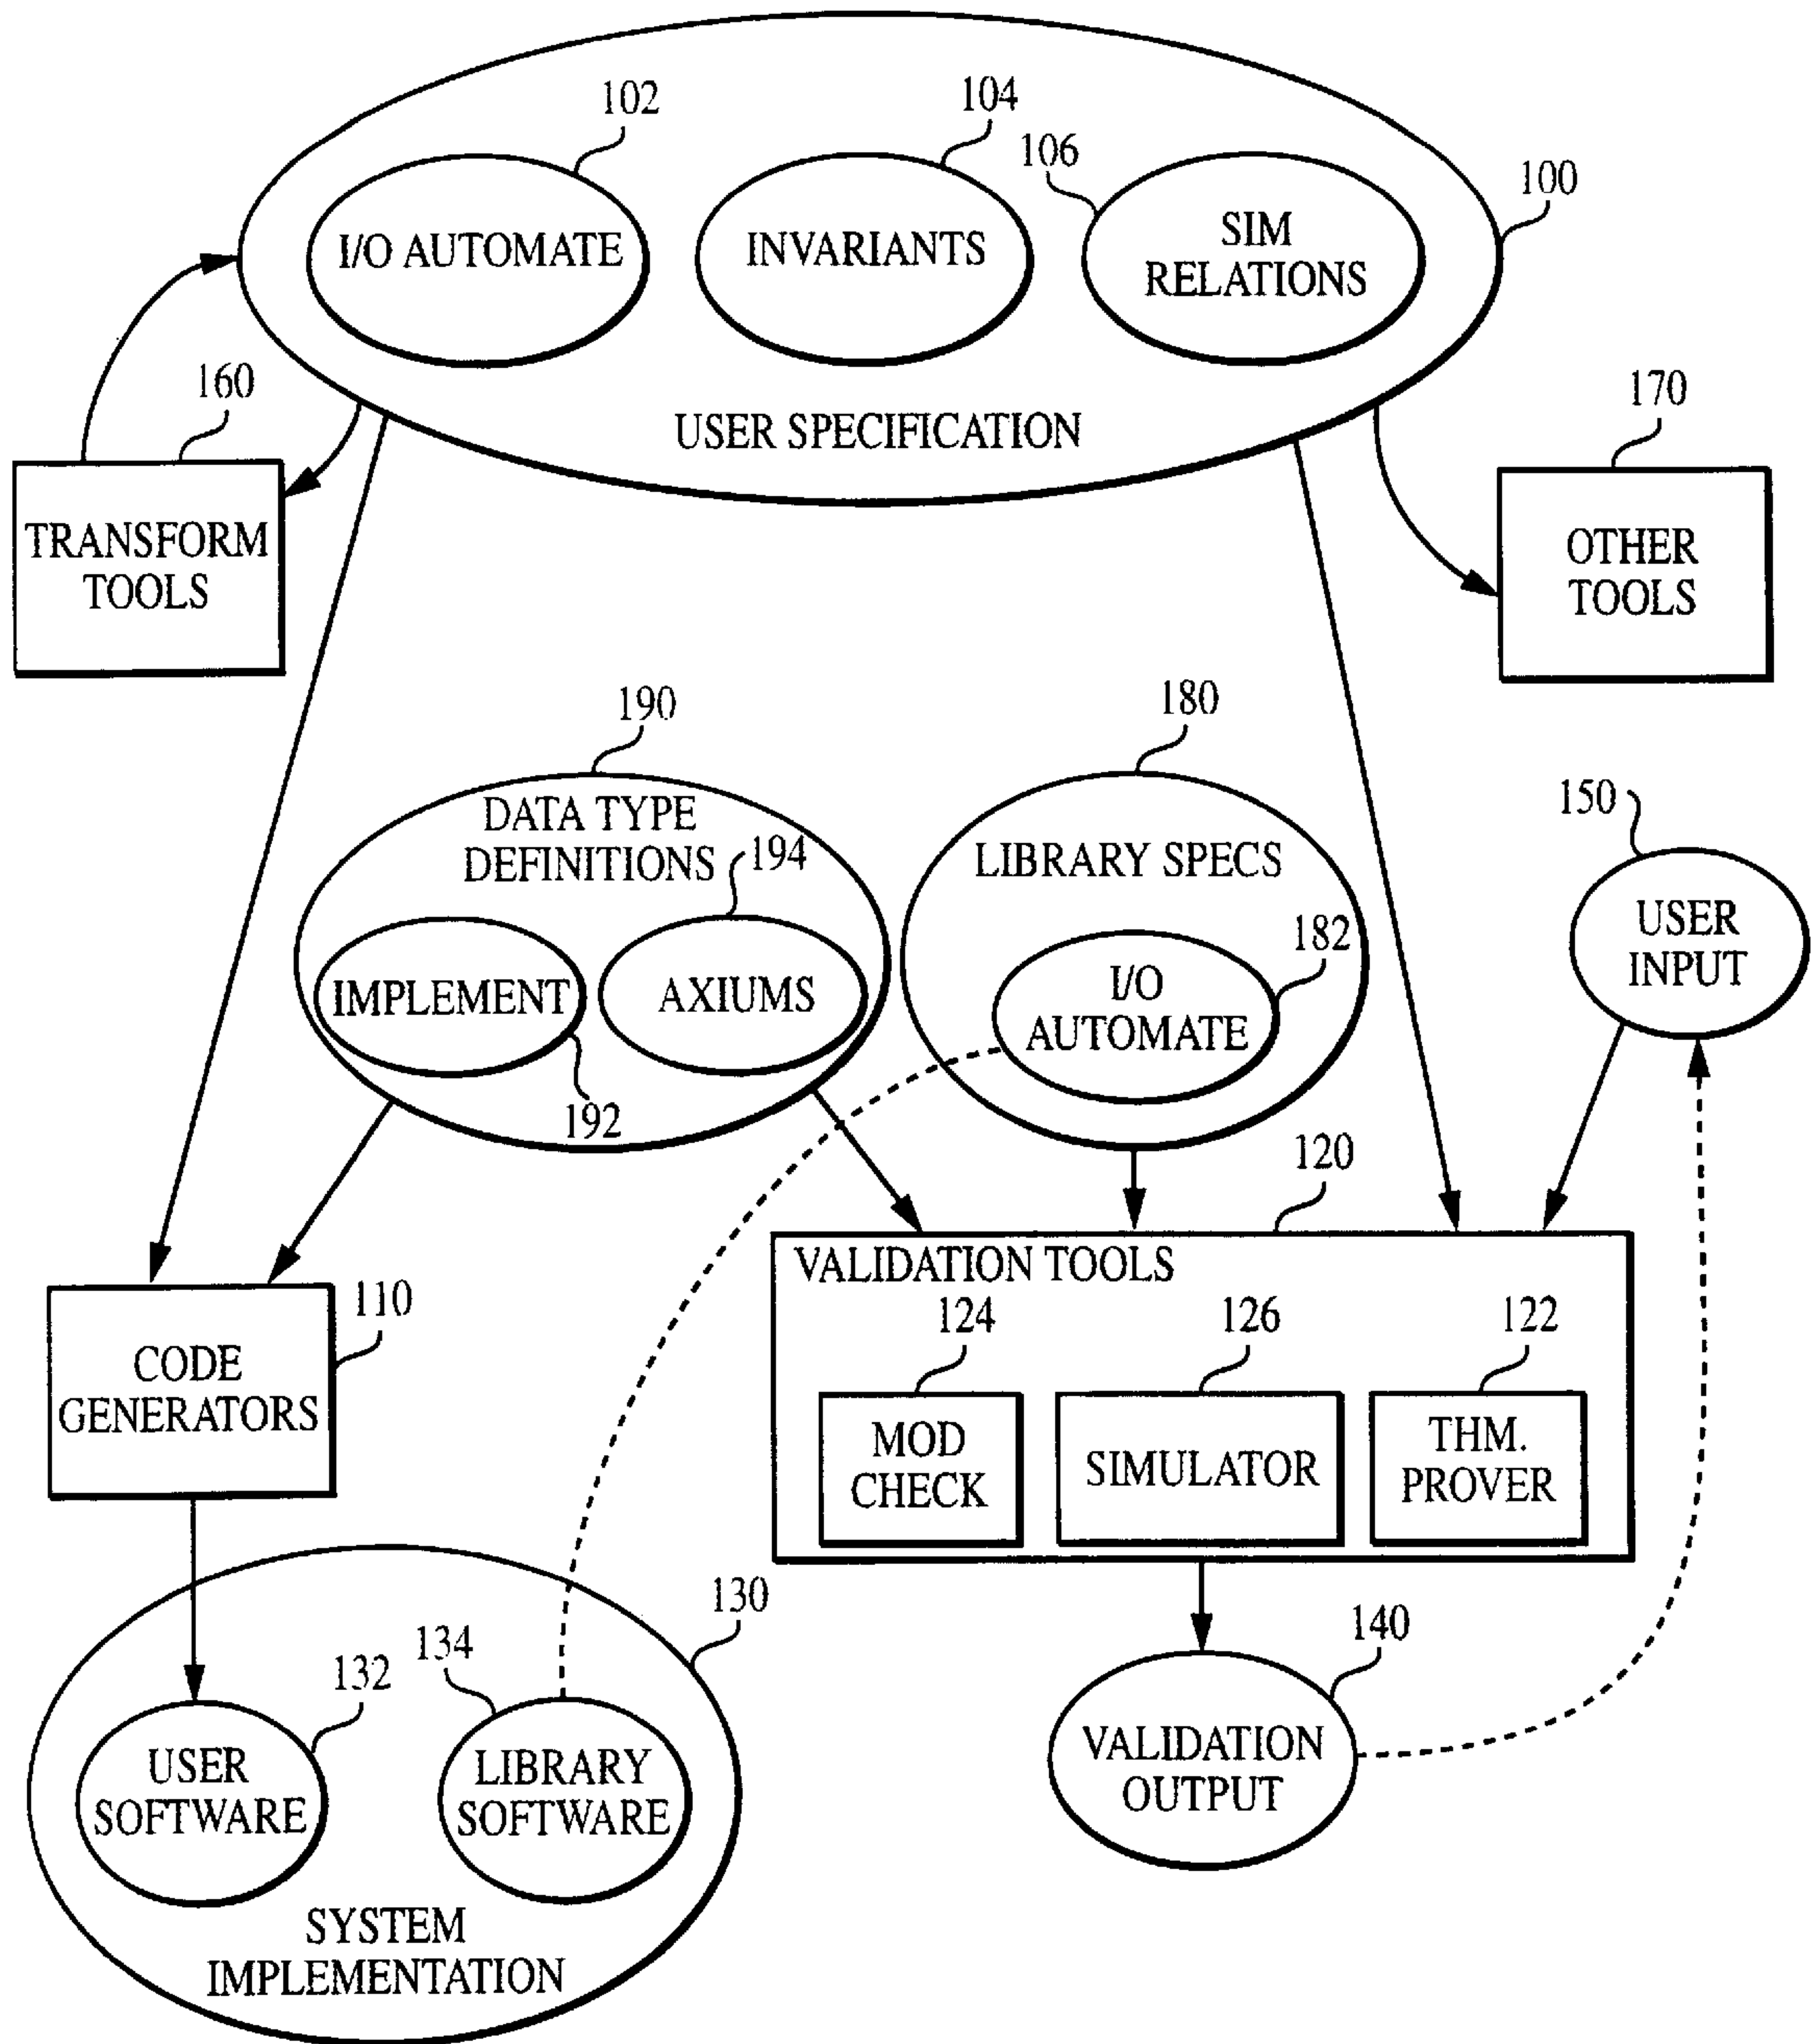 102
104
106
100
I/O AUTOMATE
INVARIANTS
SIM
RELATIONS
USER SPECIFICATION
160
TRANSFORM
TOOLS
170
OTHER
TOOLS
190
DATA TYPE
DEFINITIONS
194
IMPLEMENT
AXIUMS
192
180
LIBRARY SPECS
182
I/O
AUTOMATE
150
USER
INPUT
120
VALIDATION TOOLS
124
126
122
MOD
CHECK
SIMULATOR
THM.
PROVER
110
CODE
GENERATORS
130
132
134
USER
SOFTWARE
LIBRARY
SOFTWARE
SYSTEM
IMPLEMENTATION
140
VALIDATION
OUTPUT